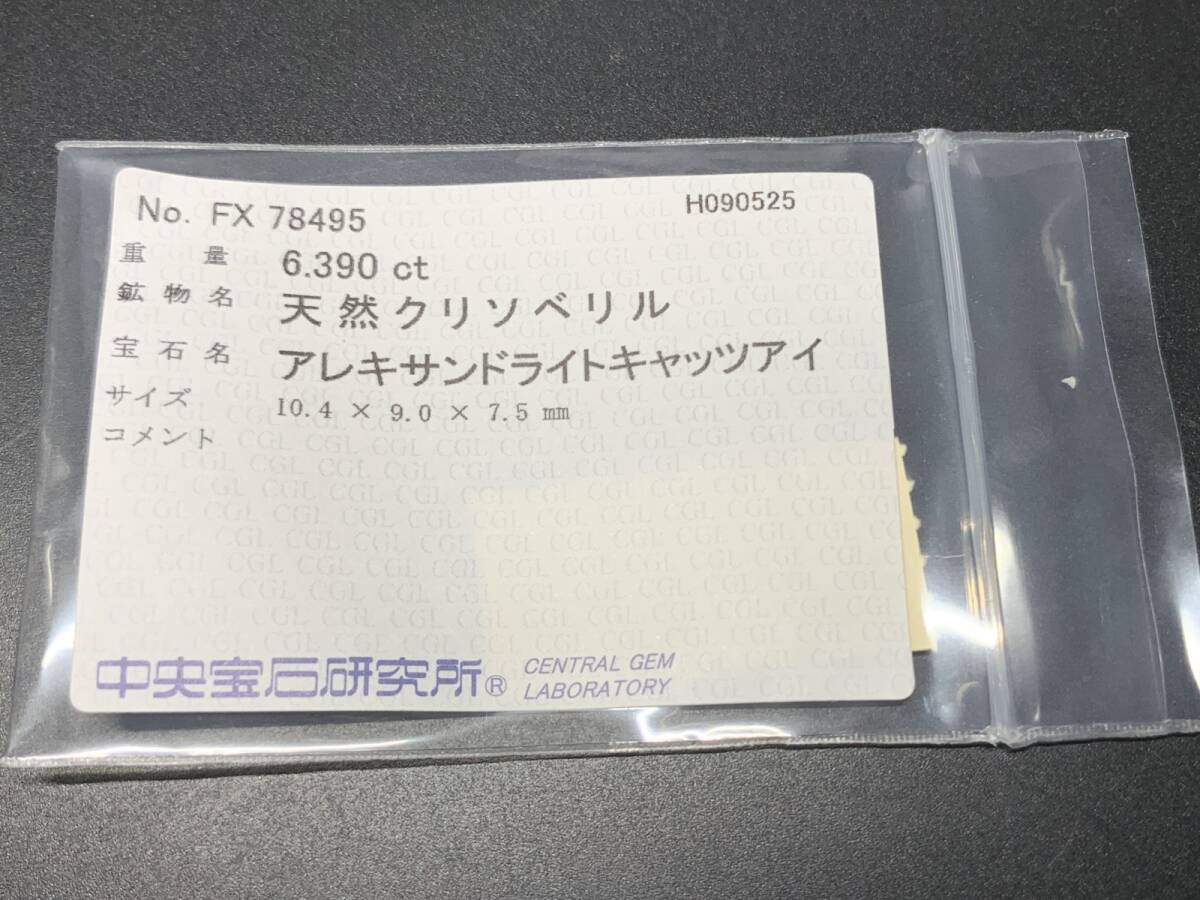 No. FX 78495 H090525
重量 6.390 ct
鉱物名 天然クリソベリル
宝石名 アレキサンドライトキャッツアイ
サイズ 10.4 × 9.0 × 7.5 mm
コメント
中央宝石研究所® CENTRAL GEM
LABORATORY